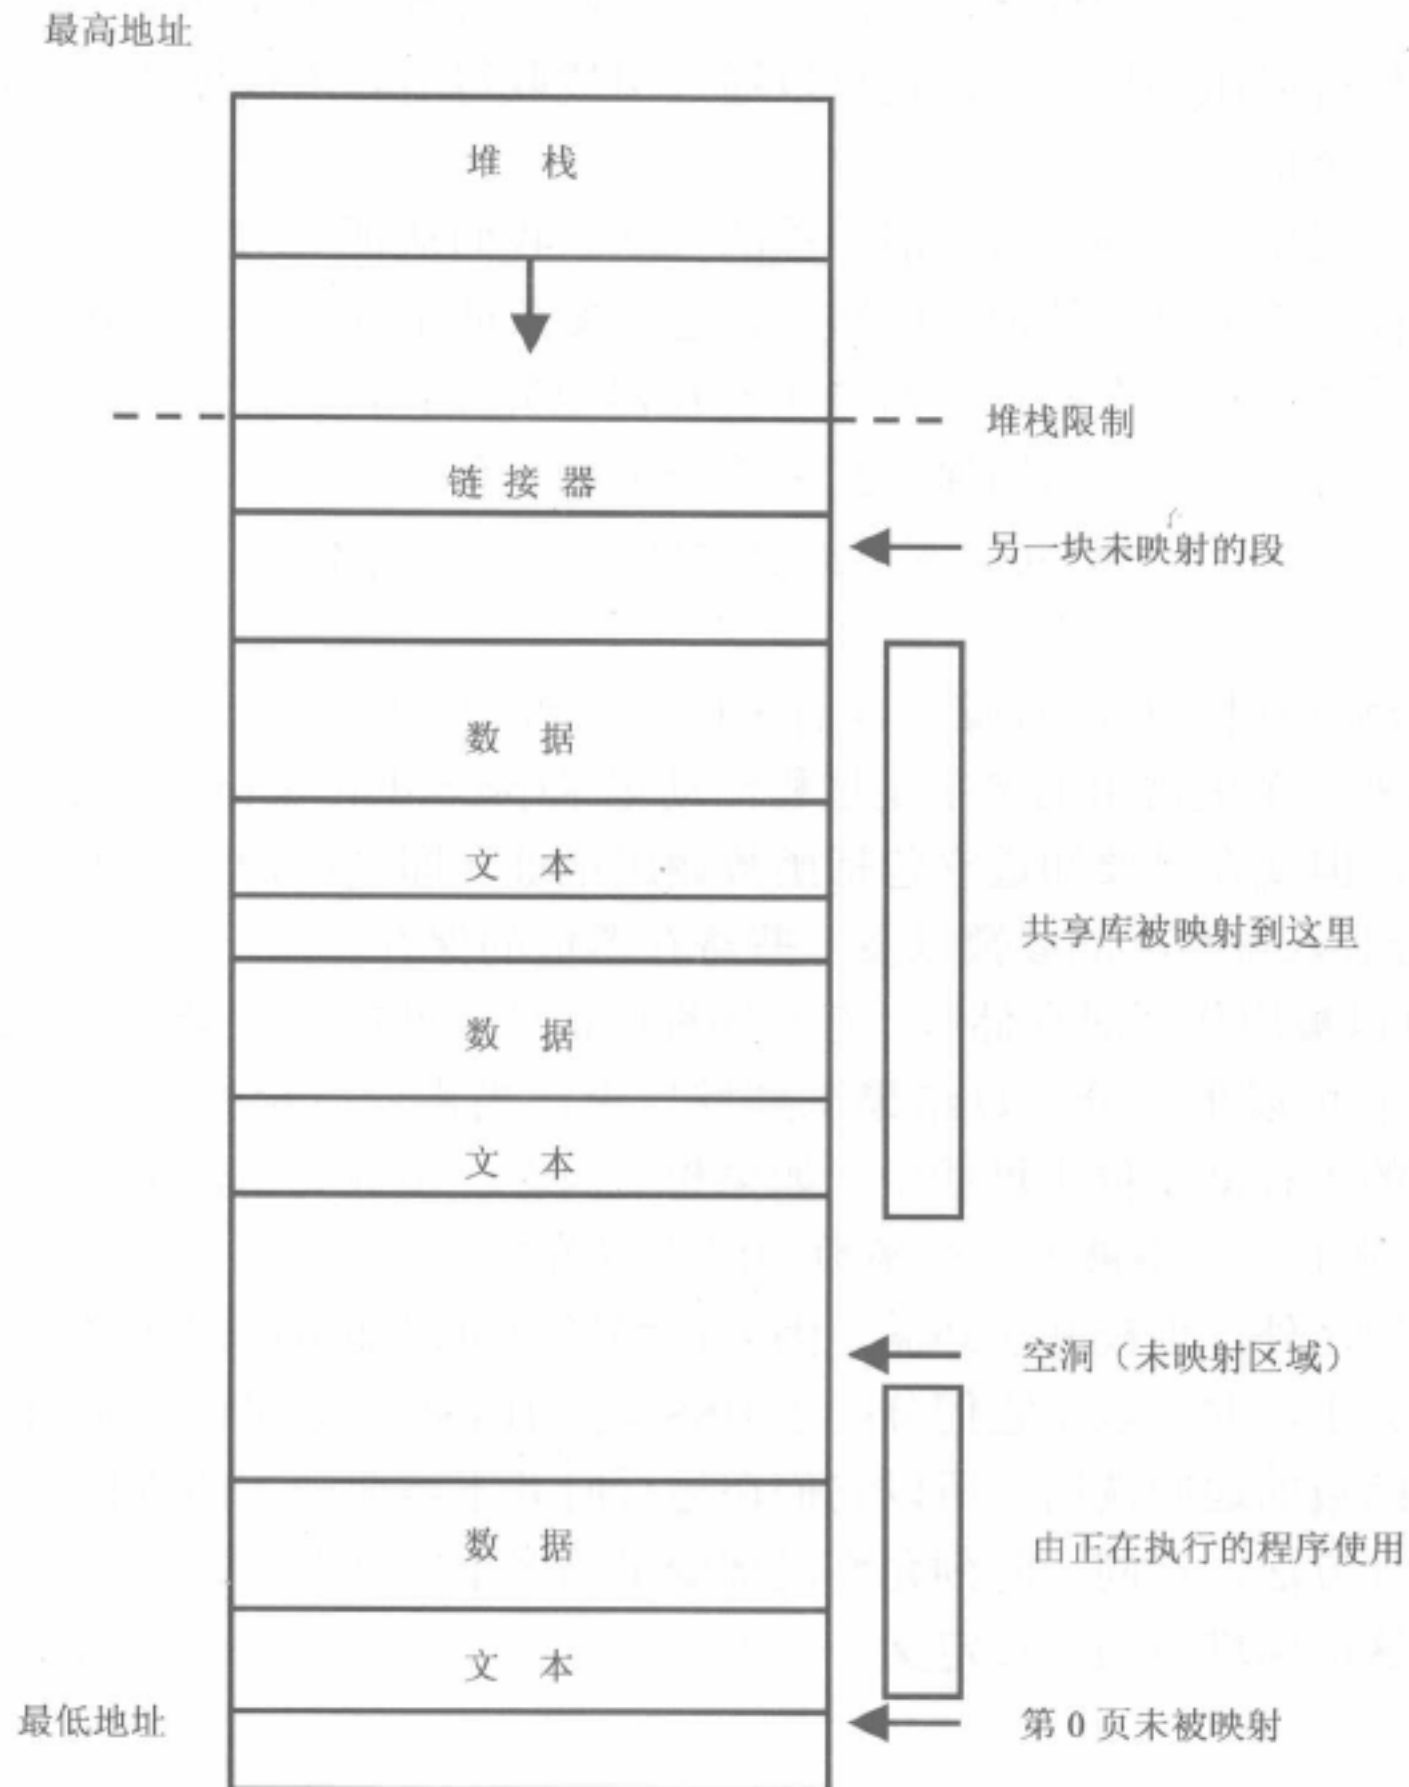 最高地址
堆 栈
堆栈限制
链 接 器
另一块未映射的段
数 据
文 本
共享库被映射到这里
数 据
文 本
空洞（未映射区域）
数 据
由正在执行的程序使用
文 本
最低地址
第 0 页未被映射